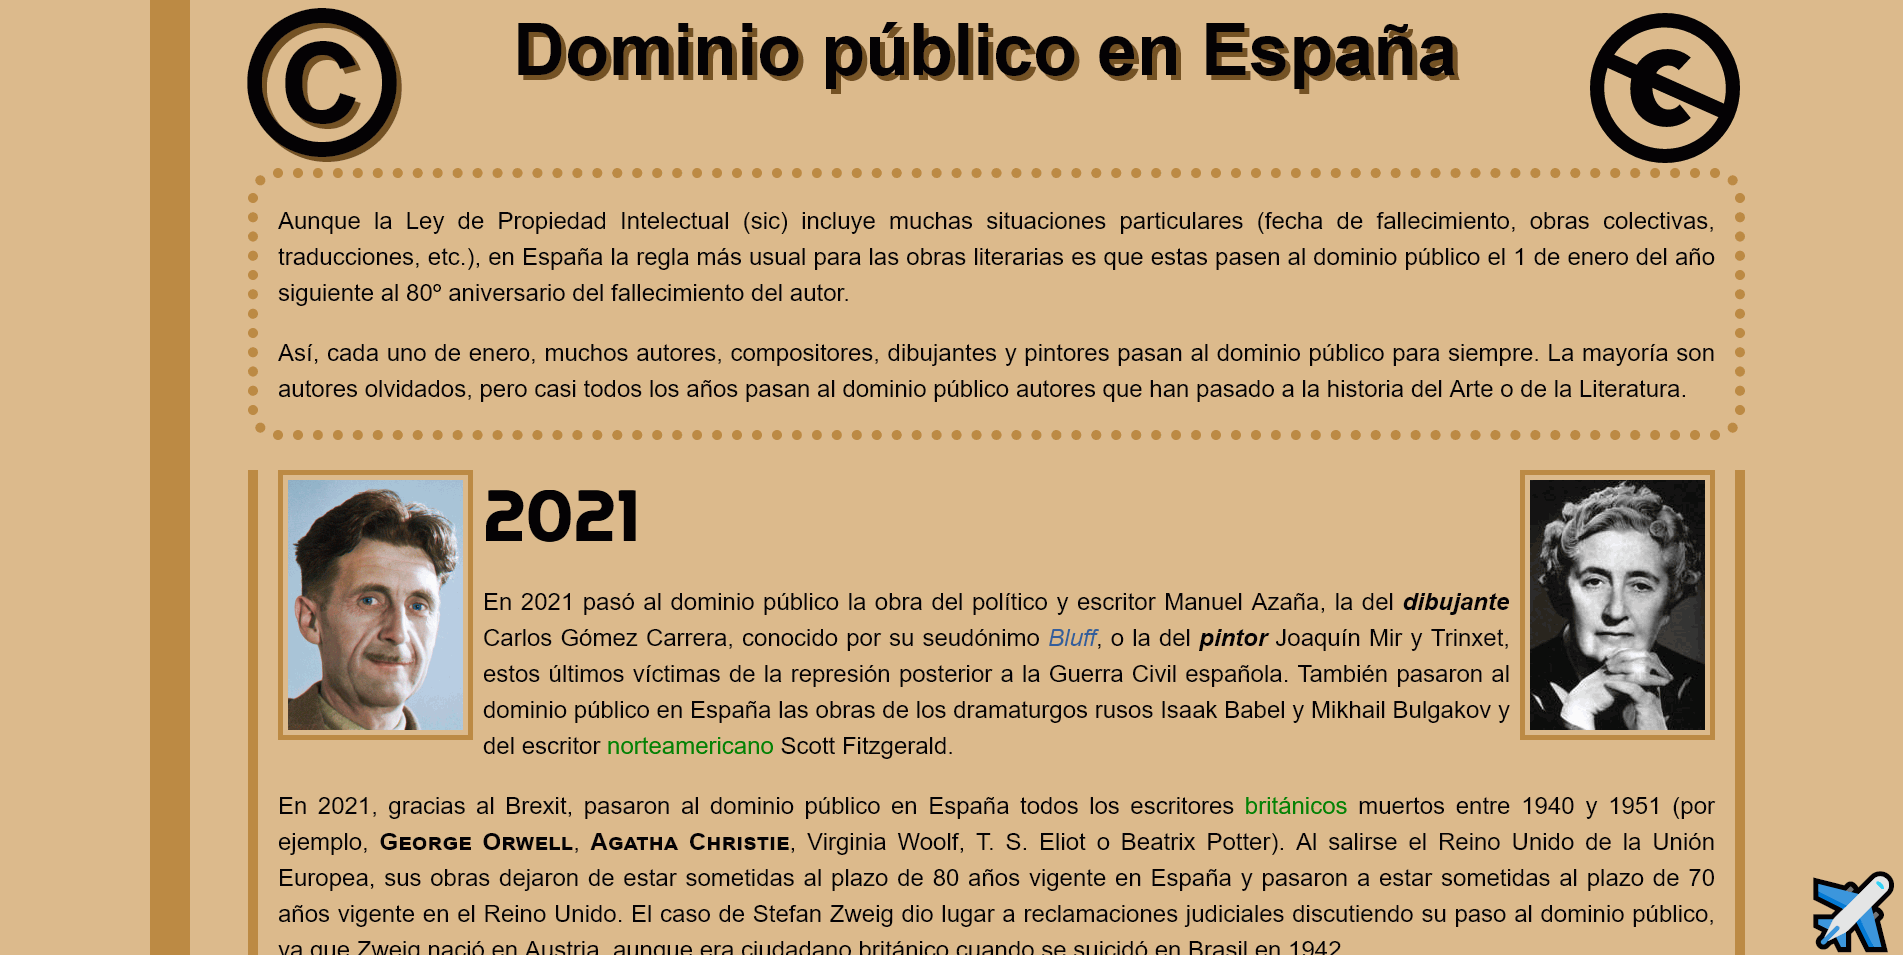 Dominio público en España
Aunque la Ley de Propiedad Intelectual (sic) incluye muchas situaciones particulares (fecha de fallecimiento, obras colectivas,
traducciones, etc.), en España la regla más usual para las obras literarias es que estas pasen al dominio público el 1 de enero del año
siguiente al 80º aniversario del fallecimiento del autor.
Así, cada uno de enero, muchos autores, compositores, dibujantes y pintores pasan al dominio público para siempre. La mayoría son
autores olvidados, pero casi todos los años pasan al dominio público autores que han pasado a la historia del Arte o de la Literatura.
2021
En 2021 pasó al dominio público la obra del político y escritor Manuel Azaña, la del dibujante
Carlos Gómez Carrera, conocido por su seudónimo Bluff, o la del pintor Joaquín Mir y Trinxet,
estos últimos víctimas de la represión posterior a la Guerra Civil española. También pasaron al
dominio público en España las obras de los dramaturgos rusos Isaak Babel y Mikhail Bulgakov y
del escritor norteamericano Scott Fitzgerald.
En 2021, gracias al Brexit, pasaron al dominio público en España todos los escritores británicos muertos entre 1940 y 1951 (por
ejemplo, George Orwell, Agatha Christie, Virginia Woolf, T. S. Eliot o Beatrix Potter). Al salirse el Reino Unido de la Unión
Europea, sus obras dejaron de estar sometidas al plazo de 80 años vigente en España y pasaron a estar sometidas al plazo de 70
años vigente en el Reino Unido. El caso de Stefan Zweig dio lugar a reclamaciones judiciales discutiendo su paso al dominio público,
ya que Zweig nació en Austria, aunque era ciudadano británico cuando se suicidó en Brasil en 1942.